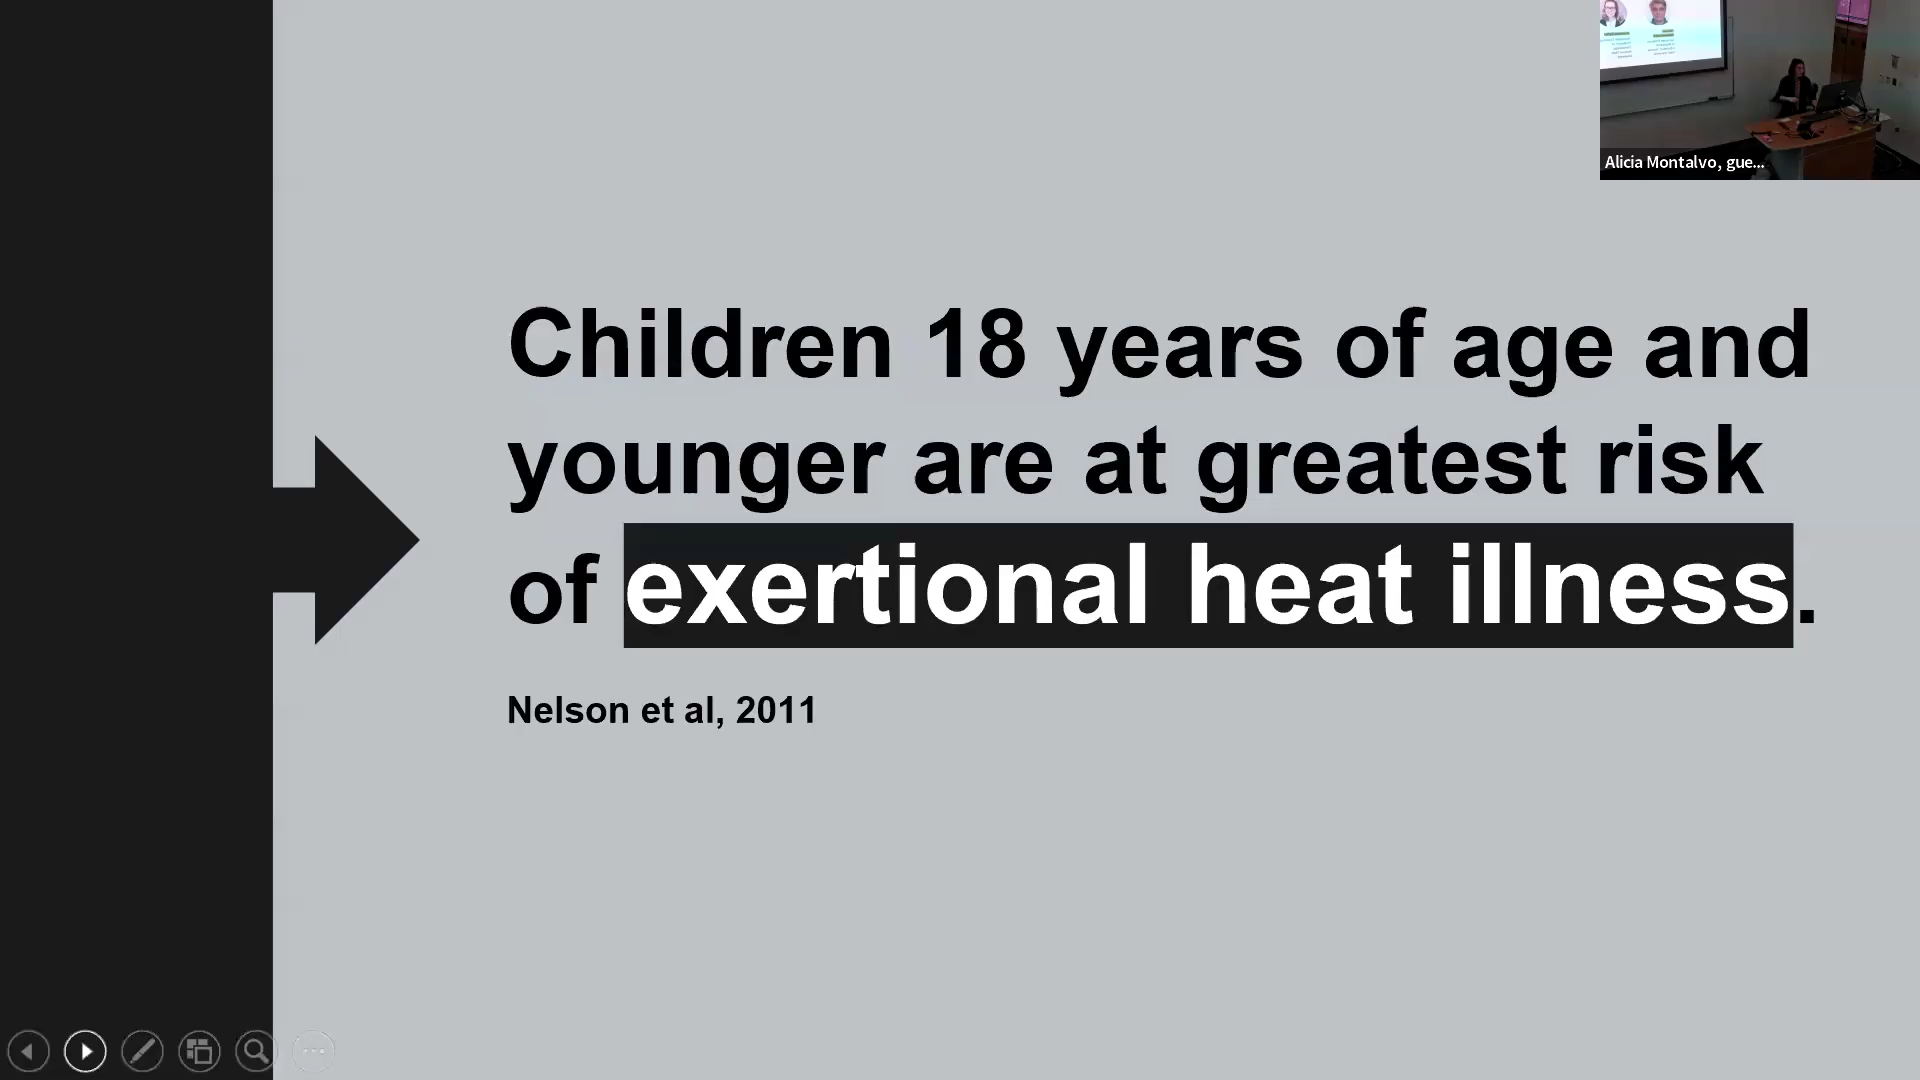 Alicia Montalvo, gue...
Children 18 years of age and
younger are at greatest risk
of exertional heat illness.
Nelson et al, 2011